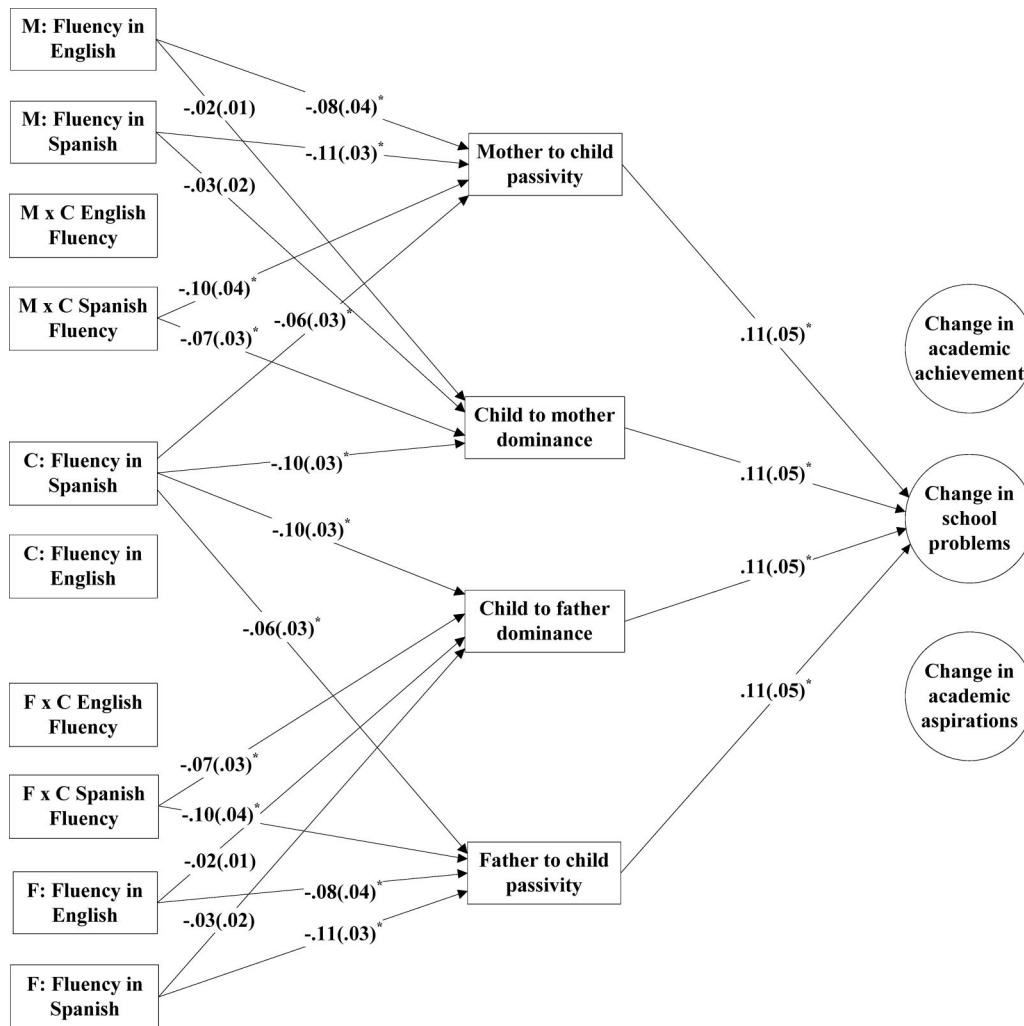 M: Fluency in
English
M: Fluency in
Spanish
M x C English
Fluency
M x C Spanish
Fluency
C: Fluency in
Spanish
C: Fluency in
English
F x C English
Fluency
F x C Spanish
Fluency
F: Fluency in
English
F: Fluency in
Spanish
-.02(.01)
-.08(.04)*
-.11(.03)*
-.03(.02)
-.10(.04)*
-.06(.03)*
-.07(.03)*
-.10(.03)*
-.10(.03)*
-.06(.03)*
-.07(.03)*
-.10(.04)*
-.02(.01)
-.08(.04)*
-.03(.02)
-.11(.03)*
Mother to child
passivity
Child to mother
dominance
Child to father
dominance
Father to child
passivity
.11(.05)*
.11(.05)*
.11(.05)*
.11(.05)*
Change in
academic
achievement
Change in
school
problems
Change in
academic
aspirations